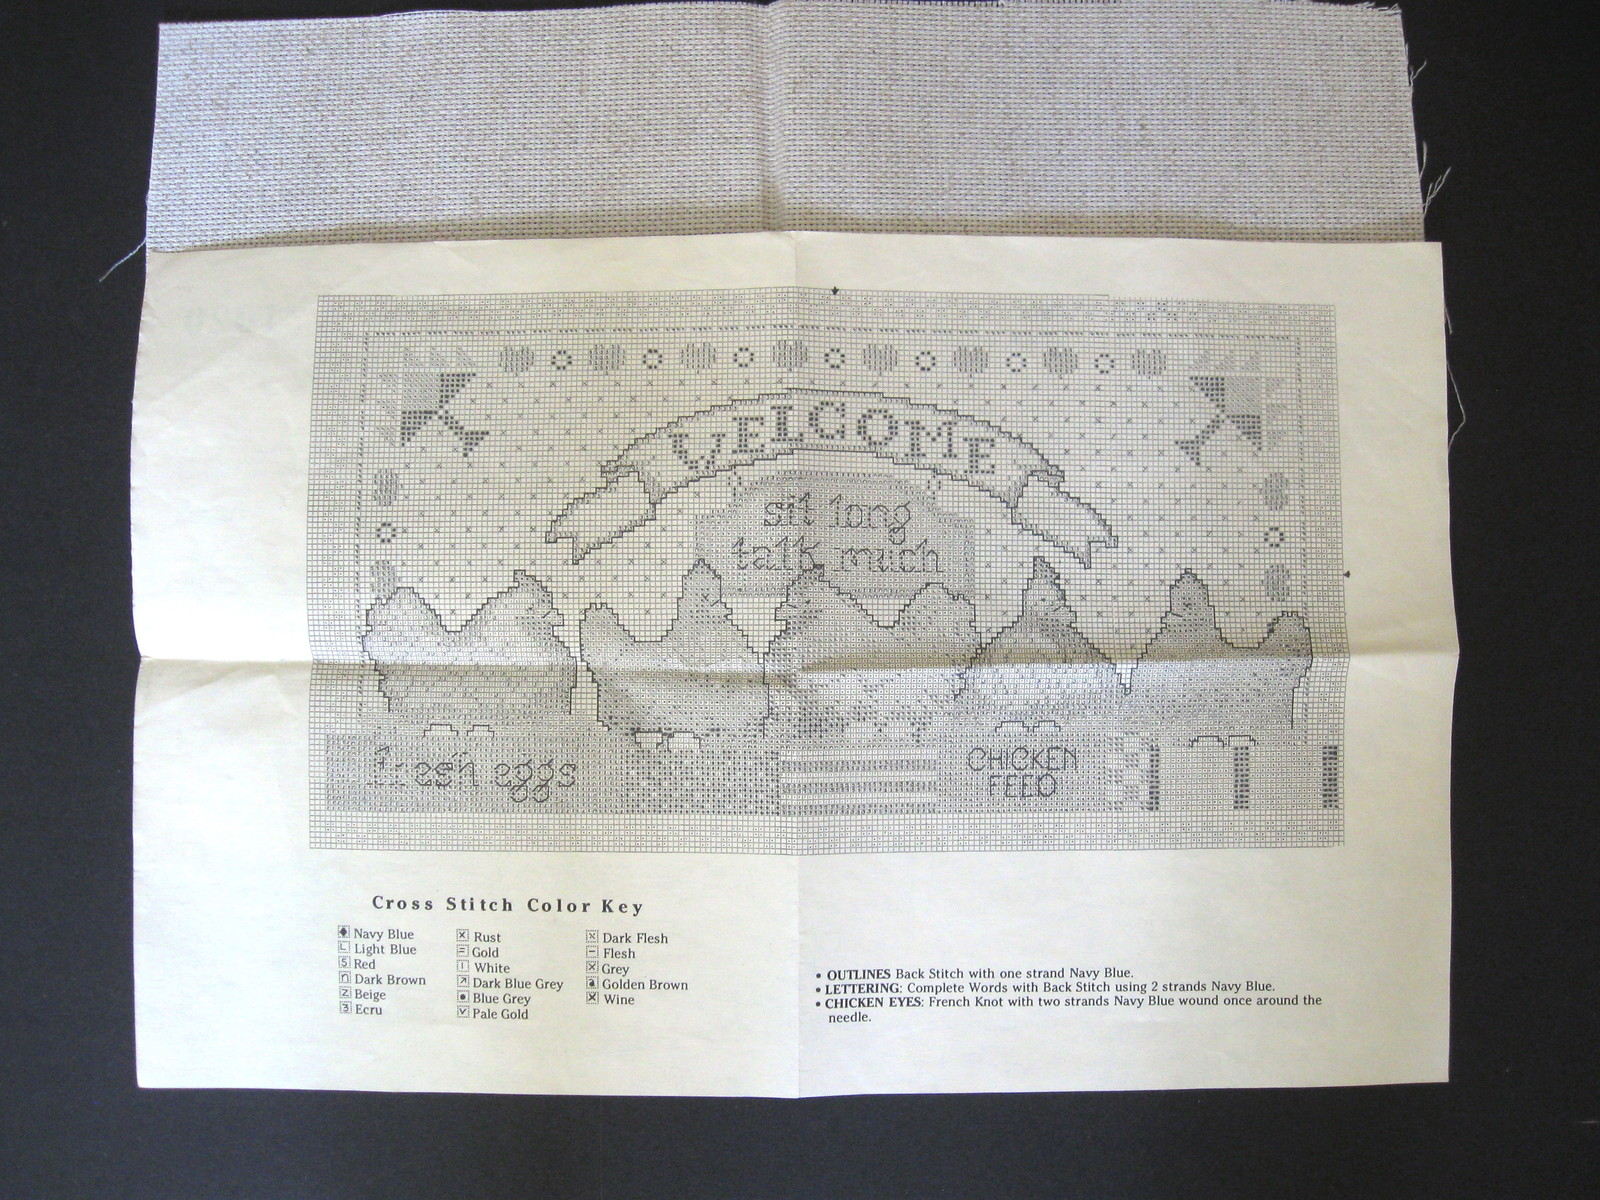 WELCOME
sit long
talk much
fresh eggs
CHICKEN
FEED
Cross Stitch Color Key
Navy Blue
Light Blue
Red
Dark Brown
Beige
Ecru
Rust
Gold
White
Dark Blue Grey
Blue Grey
Pale Gold
Dark Flesh
Flesh
Grey
Golden Brown
Wine
• OUTLINES Back Stitch with one strand Navy Blue.
• LETTERING: Complete Words with Back Stitch using 2 strands Navy Blue.
• CHICKEN EYES: French Knot with two strands Navy Blue wound once around the
needle.